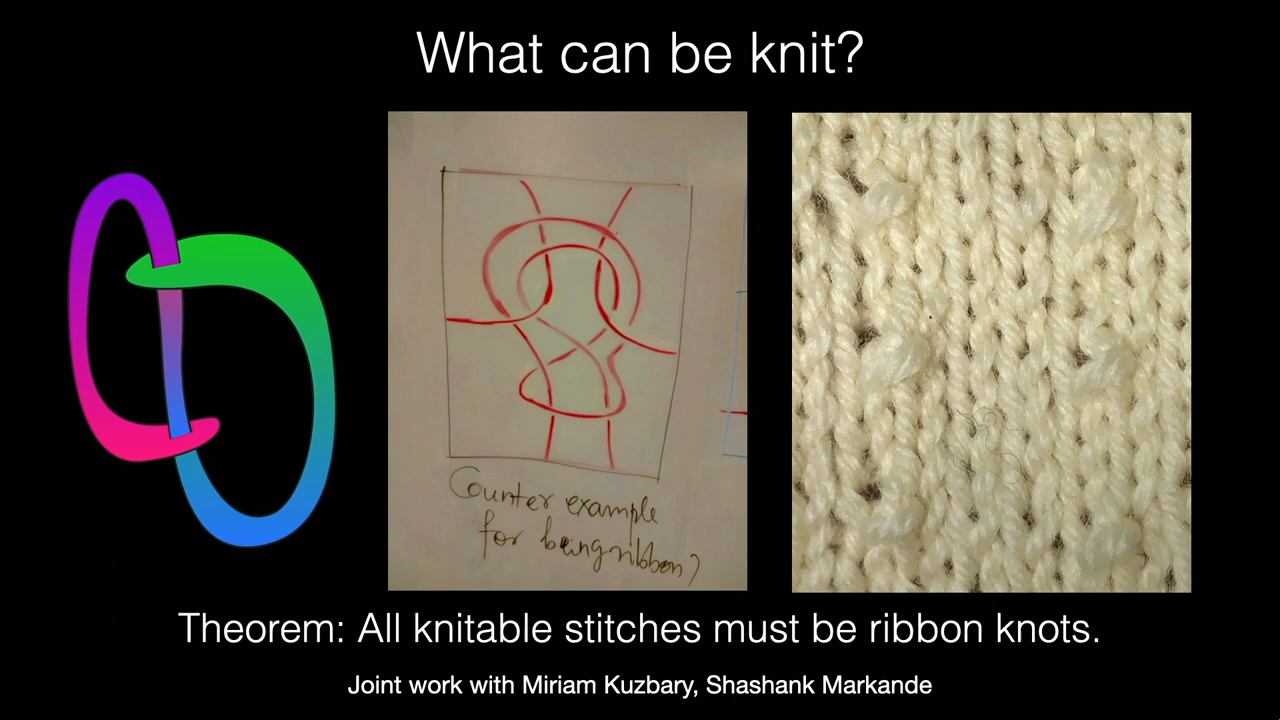 What can be knit?
Counter example
for being ribbon?
Theorem: All knitable stitches must be ribbon knots.
Joint work with Miriam Kuzbary, Shashank Markande